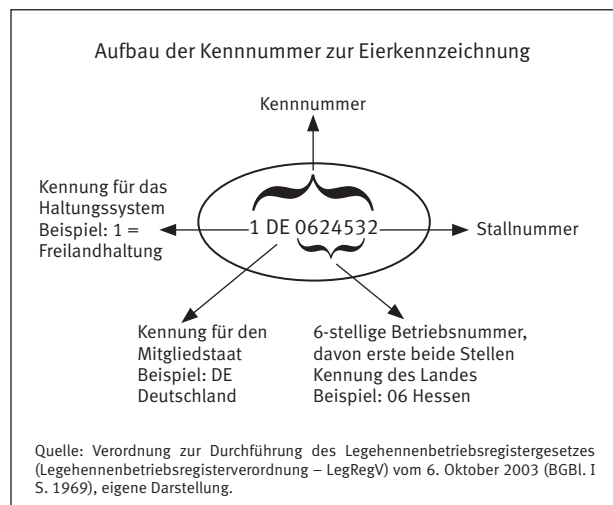 Aufbau der Kennnummer zur Eierkennzeichnung
Kennnummer
Kennung für das
Haltungssystem
Beispiel: 1 =
Freilandhaltung
1 DE 0624532
Stallnummer
Kennung für den
Mitgliedstaat
Beispiel: DE
Deutschland
6-stellige Betriebsnummer,
davon erste beide Stellen
Kennung des Landes
Beispiel: 06 Hessen
Quelle: Verordnung zur Durchführung des Legehennenbetriebsregistergesetzes
(Legehennenbetriebsregisterverordnung – LegRegV) vom 6. Oktober 2003 (BGBl. I
S. 1969), eigene Darstellung.